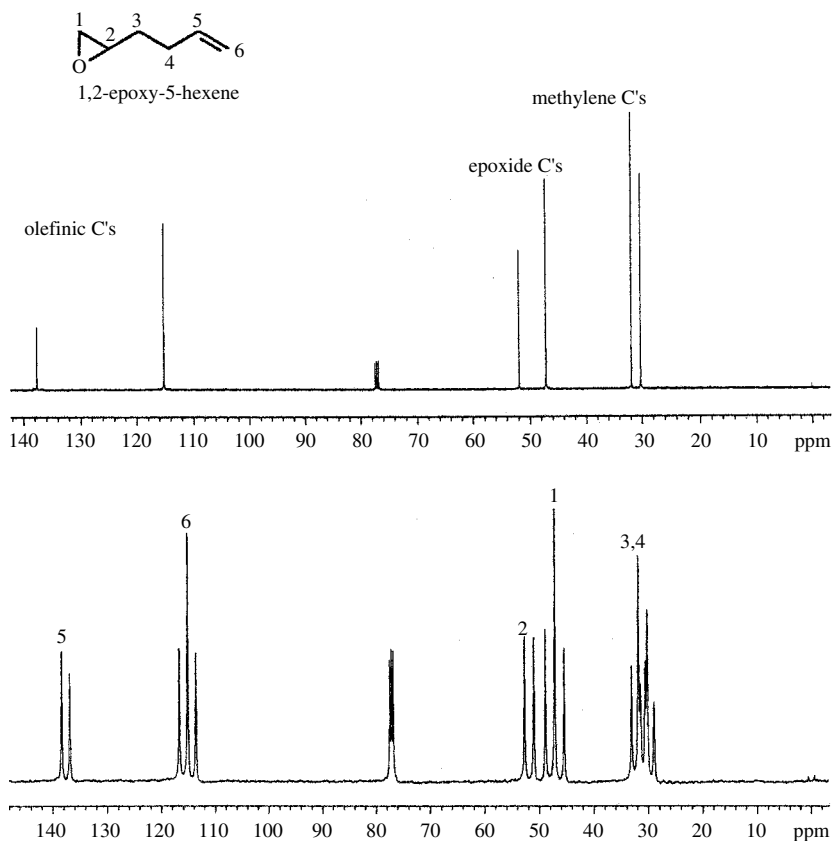 1 3 5
2 4 6
O
1,2-epoxy-5-hexene
methylene C's
epoxide C's
olefinic C's
140 130 120 110 100 90 80 70 60 50 40 30 20 10 ppm
1
6 3,4
5 2
140 130 120 110 100 90 80 70 60 50 40 30 20 10 ppm